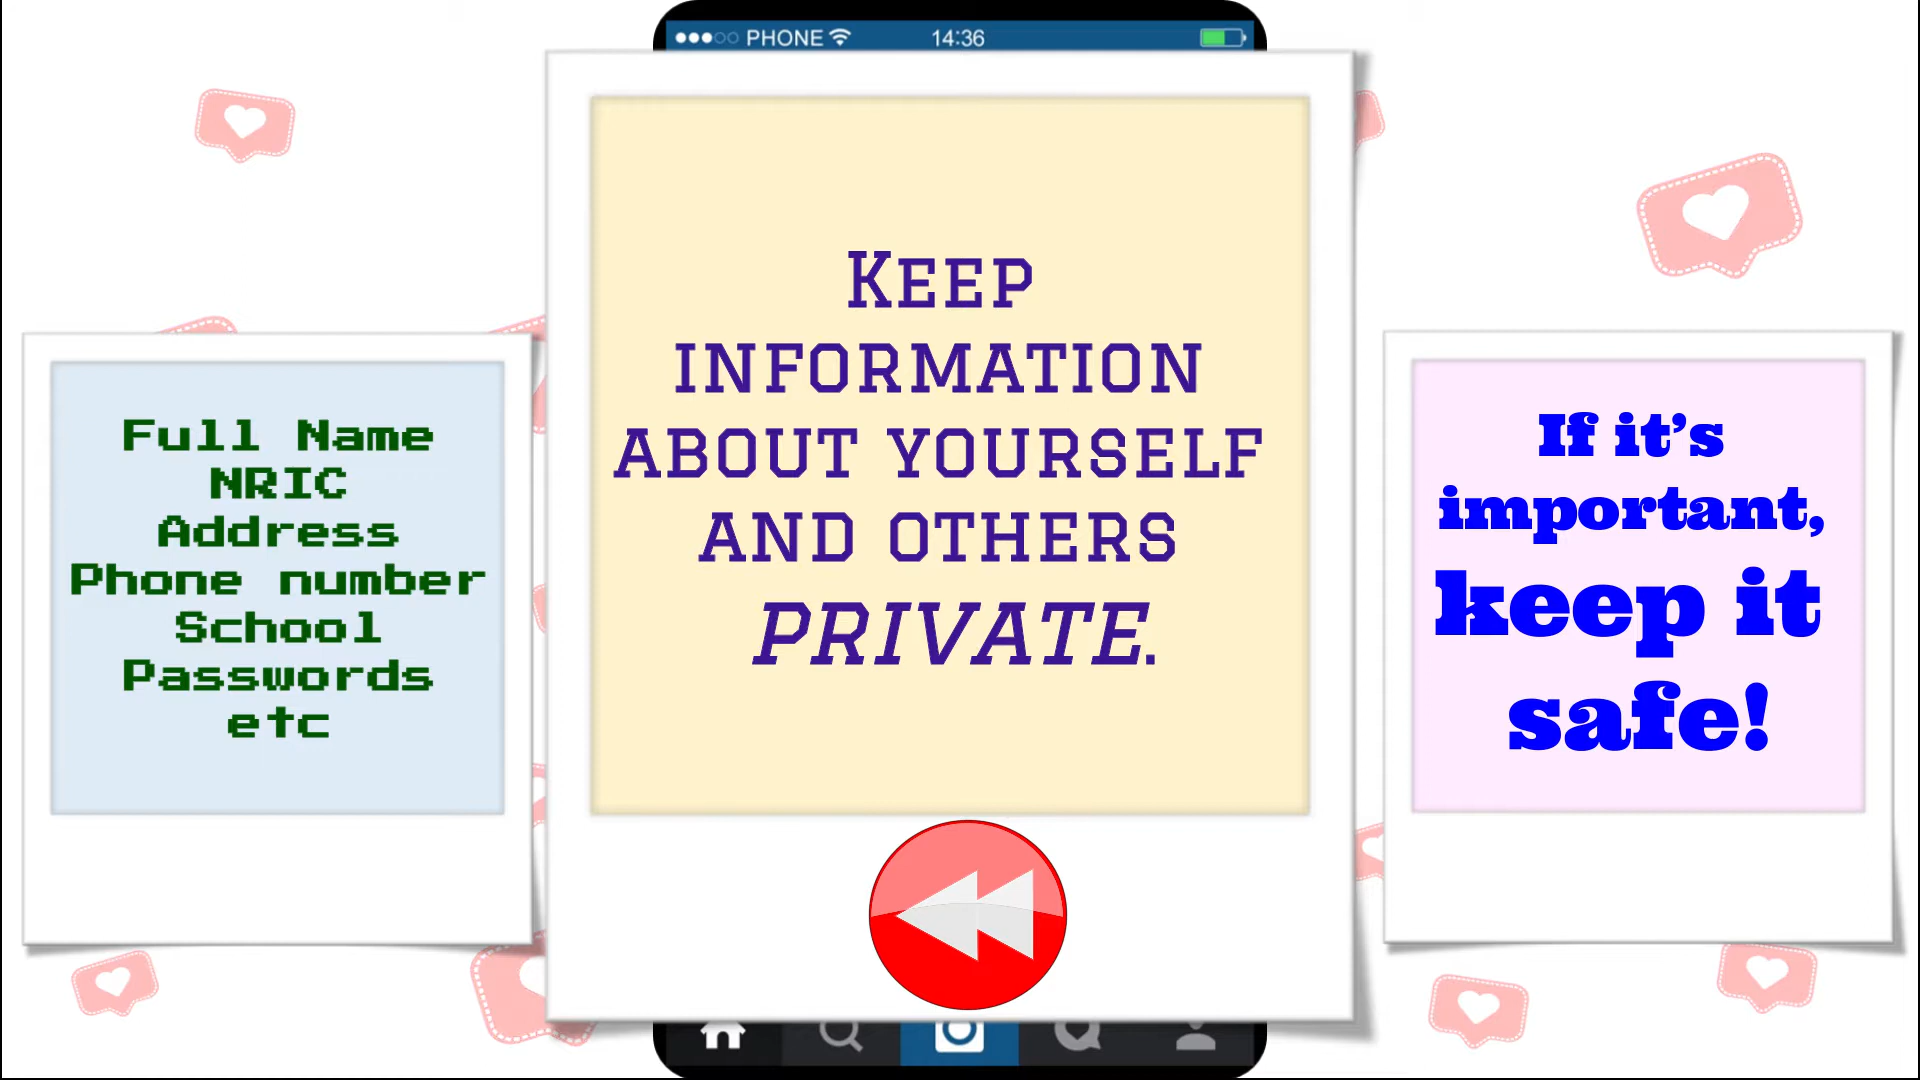 PHONE 14:36
Keep
information
about yourself
and others
private.
Full Name
NRIC
Address
Phone number
School
Passwords
etc
If it’s
important,
keep it
safe!